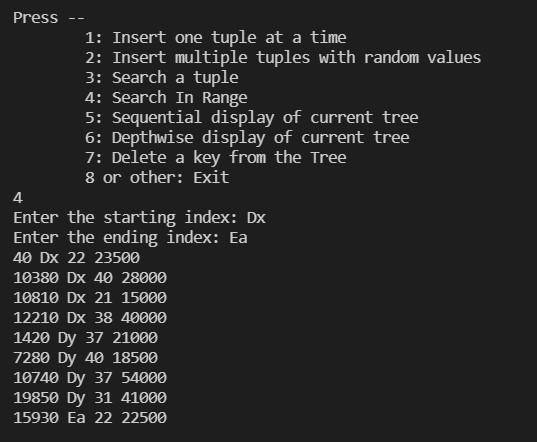 Press --
1: Insert one tuple at a time
2: Insert multiple tuples with random values
3: Search a tuple
4: Search In Range
5: Sequential display of current tree
6: Depthwise display of current tree
7: Delete a key from the Tree
8 or other: Exit
4
Enter the starting index: Dx
Enter the ending index: Ea
40 Dx 22 23500
10380 Dx 40 28000
10810 Dx 21 15000
12210 Dx 38 40000
1420 Dy 37 21000
7280 Dy 40 18500
10740 Dy 37 54000
19850 Dy 31 41000
15930 Ea 22 22500